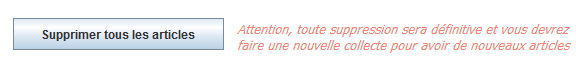 Supprimer tous les articles
Attention, toute suppression sera définitive et vous devrez
faire une nouvelle collecte pour avoir de nouveaux articles